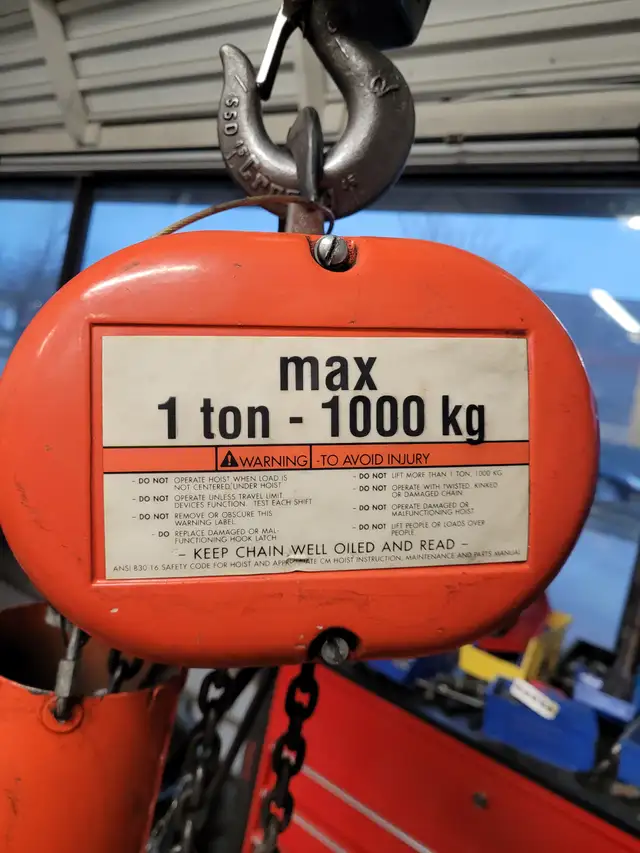 max
1 ton - 1000 kg
WARNING -TO AVOID INJURY
- DO NOT OPERATE HOIST WHEN LOAD IS
NOT CENTERED UNDER HOIST
- DO NOT OPERATE UNLESS TRAVEL LIMIT
DEVICES FUNCTION. TEST EACH SHIFT
- DO NOT REMOVE OR OBSCURE THIS
WARNING LABEL
- DO REPLACE DAMAGED OR MAL-
FUNCTIONING HOOK LATCH
- DO NOT LIFT MORE THAN 1 TON, 1000 KG
- DO NOT OPERATE WITH TWISTED, KINKED
OR DAMAGED CHAIN
- DO NOT OPERATE DAMAGED OR
MALFUNCTIONING HOIST
- DO NOT LIFT PEOPLE OR LOADS OVER
PEOPLE
- KEEP CHAIN WELL OILED AND READ -
ANSI B30 16 SAFETY CODE FOR HOIST AND CM HOIST INSTRUCTION, MAINTENANCE AND PARTS MANUAL